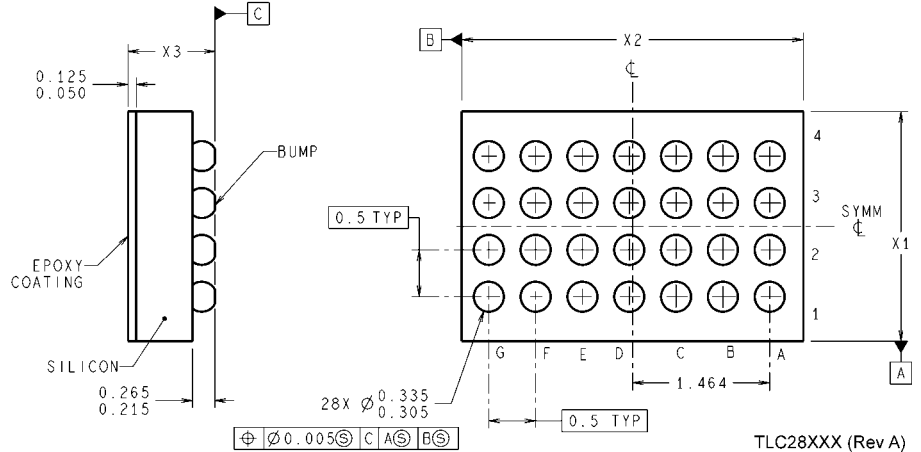 C
X3
0.125
0.050
BUMP
EPOXY
COATING
SILICON
0.265
0.215
B
X2
℄
4
3
SYMM
℄
X1
2
1
0.5 TYP
G F E D C B A
A
1.464
28X Ø 0.335
0.305
0.5 TYP
⌖ Ø0.005Ⓢ C AⓈ BⓈ
TLC28XXX (Rev A)